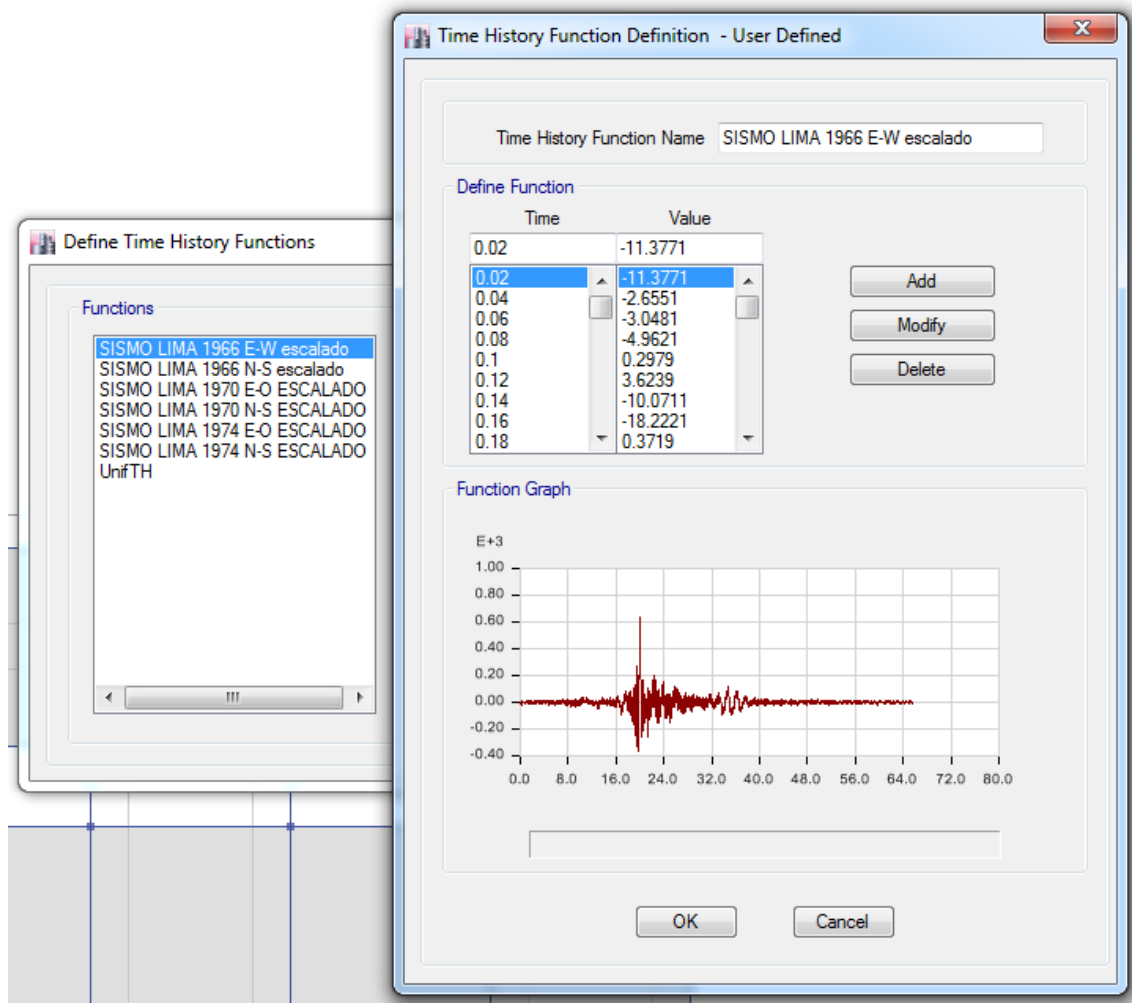 Define Time History Functions
Functions
SISMO LIMA 1966 E-W escalado
SISMO LIMA 1966 N-S escalado
SISMO LIMA 1970 E-O ESCALADO
SISMO LIMA 1970 N-S ESCALADO
SISMO LIMA 1974 E-O ESCALADO
SISMO LIMA 1974 N-S ESCALADO
UnifTH
Time History Function Definition - User Defined
Time History Function Name SISMO LIMA 1966 E-W escalado
Define Function
Time Value
0.02 -11.3771
0.02 -11.3771
0.04 -2.6551
0.06 -3.0481
0.08 -4.9621
0.1 0.2979
0.12 3.6239
0.14 -10.0711
0.16 -18.2221
0.18 0.3719
Add
Modify
Delete
Function Graph
E+3
1.00
0.80
0.60
0.40
0.20
0.00
-0.20
-0.40
0.0 8.0 16.0 24.0 32.0 40.0 48.0 56.0 64.0 72.0 80.0
OK Cancel